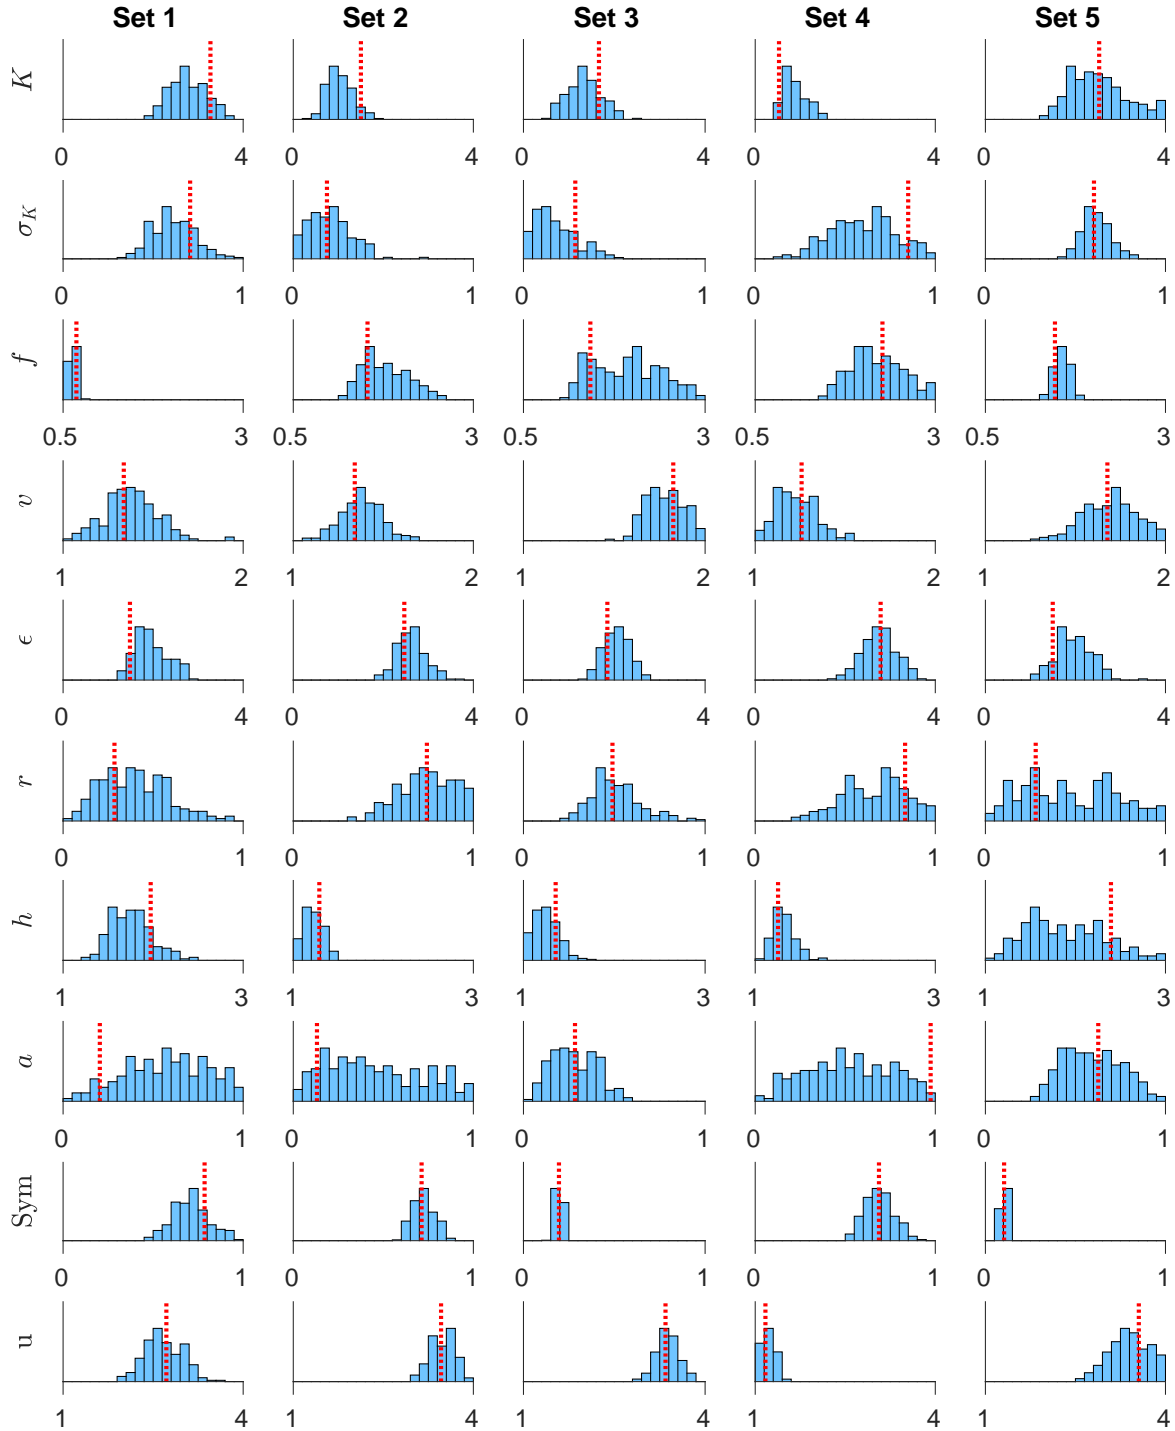 Set 1 Set 2 Set 3 Set 4 Set 5
K
0 4 0 4 0 4 0 4 0 4
σ_K
0 1 0 1 0 1 0 1 0 1
f
0.5 3 0.5 3 0.5 3 0.5 3 0.5 3
v
1 2 1 2 1 2 1 2 1 2
ϵ
0 4 0 4 0 4 0 4 0 4
r
0 1 0 1 0 1 0 1 0 1
h
1 3 1 3 1 3 1 3 1 3
a
0 1 0 1 0 1 0 1 0 1
Sym
0 1 0 1 0 1 0 1 0 1
u
1 4 1 4 1 4 1 4 1 4